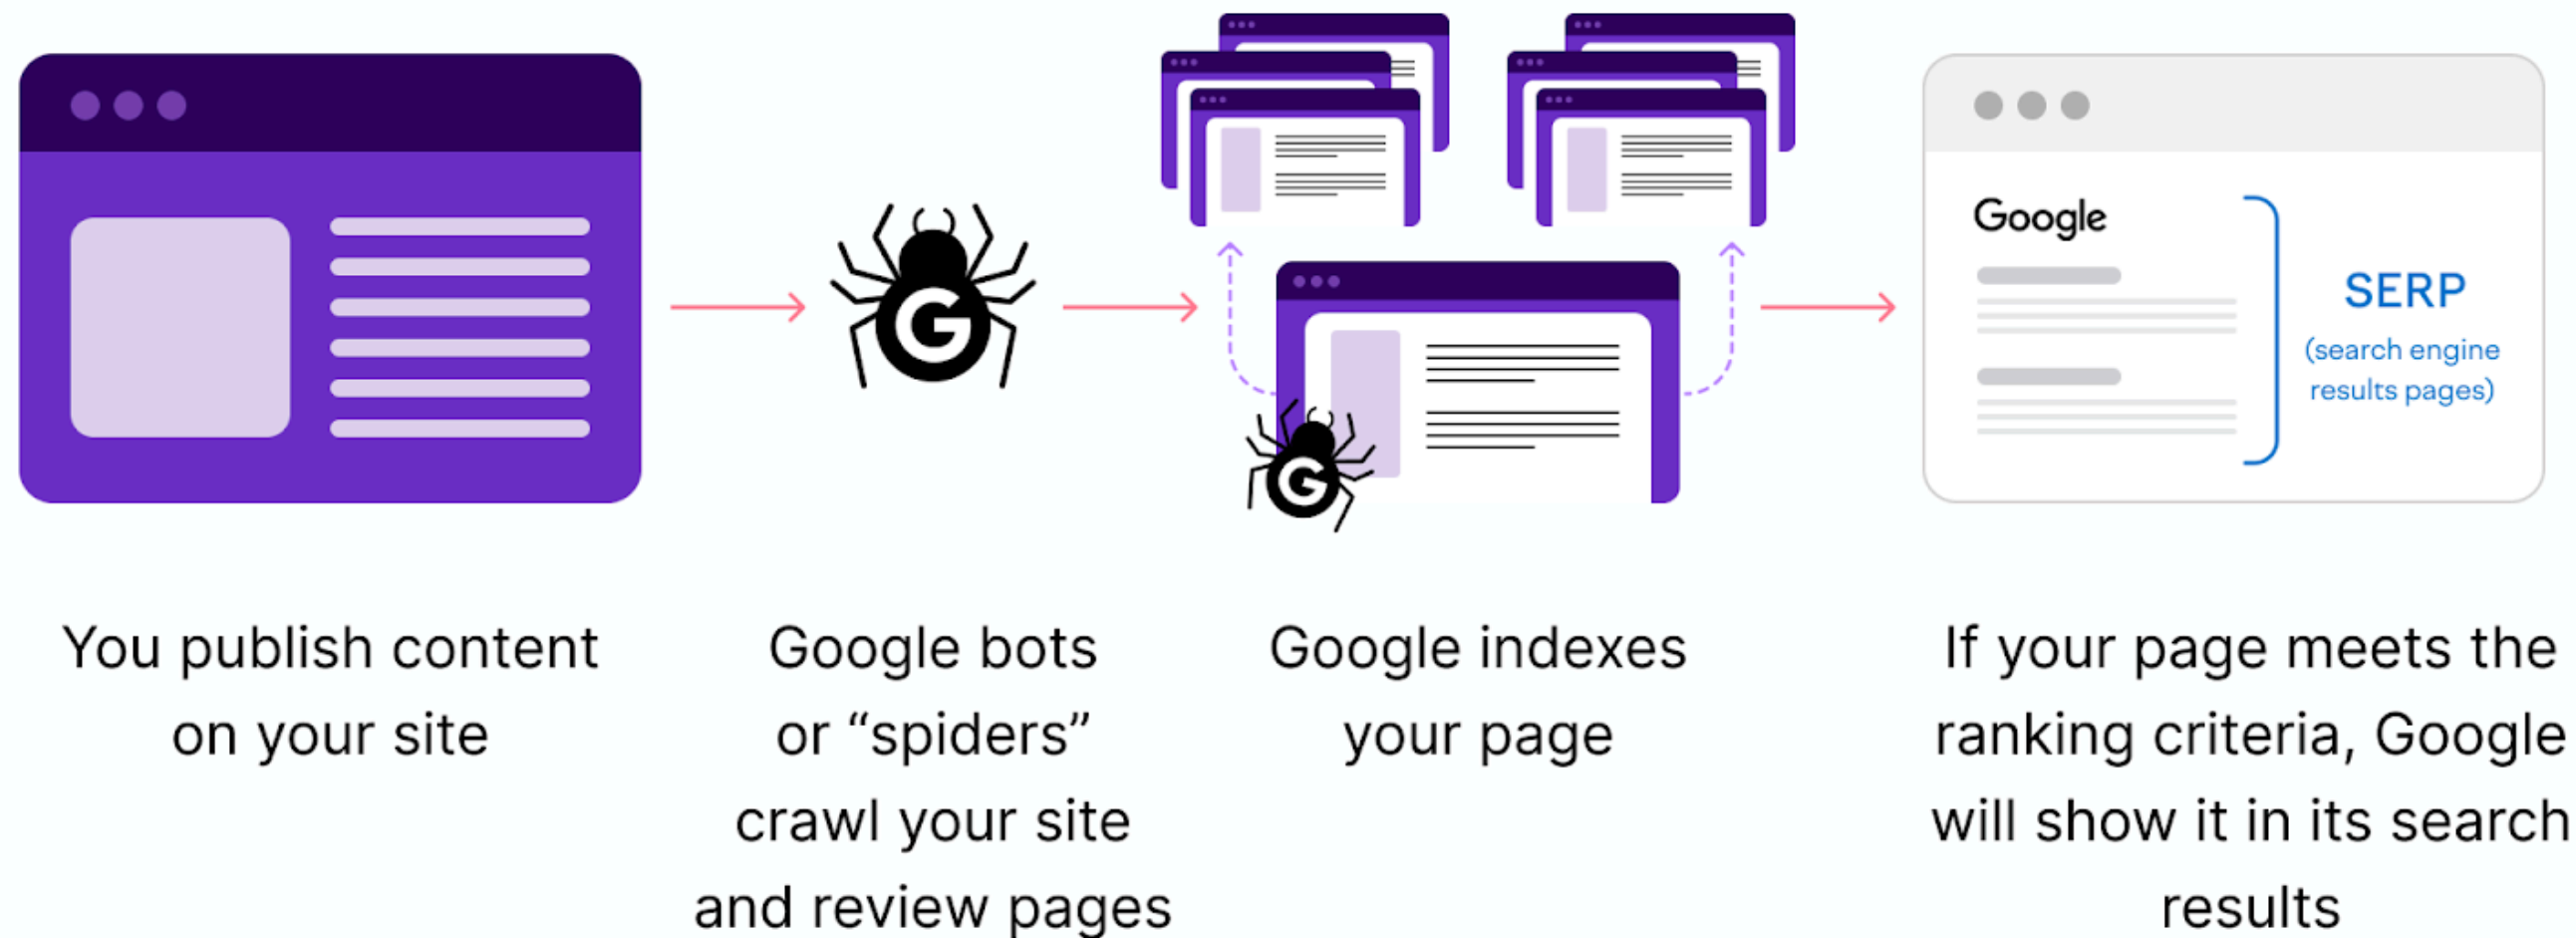 Google
SERP
(search engine
results pages)
You publish content
on your site
Google bots
or “spiders”
crawl your site
and review pages
Google indexes
your page
If your page meets the
ranking criteria, Google
will show it in its search
results
G
G